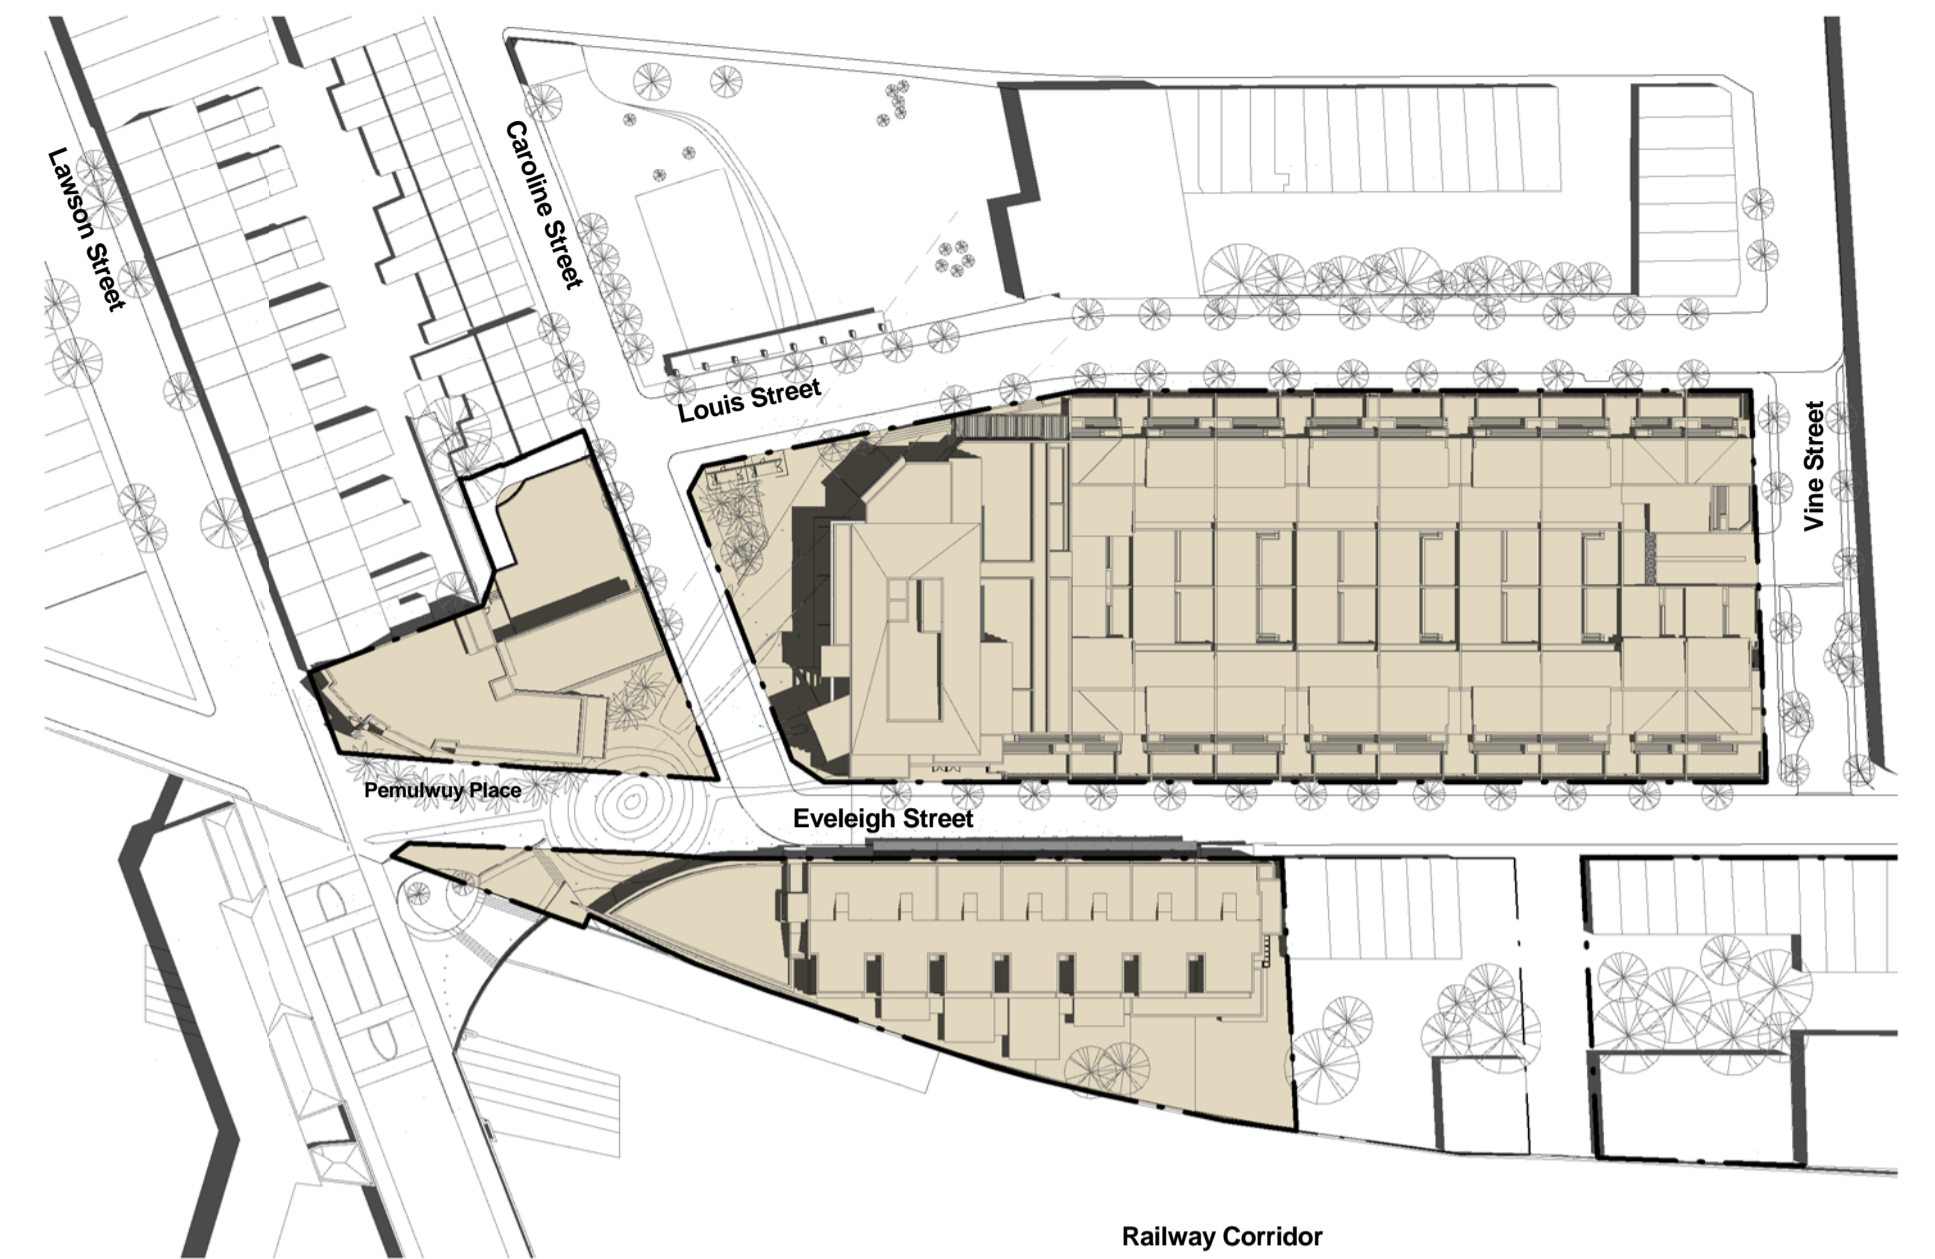 Lawson Street
Caroline Street
Louis Street
Vine Street
Pemulwuy Place
Eveleigh Street
Railway Corridor